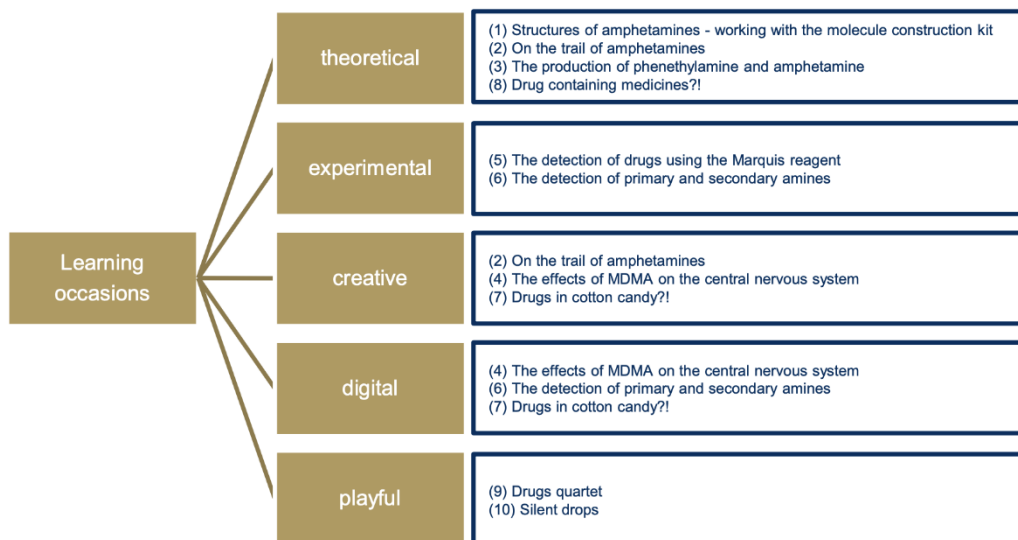 Learning
occasions
theoretical
(1) Structures of amphetamines - working with the molecule construction kit
(2) On the trail of amphetamines
(3) The production of phenethylamine and amphetamine
(8) Drug containing medicines?!
experimental
(5) The detection of drugs using the Marquis reagent
(6) The detection of primary and secondary amines
creative
(2) On the trail of amphetamines
(4) The effects of MDMA on the central nervous system
(7) Drugs in cotton candy?!
digital
(4) The effects of MDMA on the central nervous system
(6) The detection of primary and secondary amines
(7) Drugs in cotton candy?!
playful
(9) Drugs quartet
(10) Silent drops